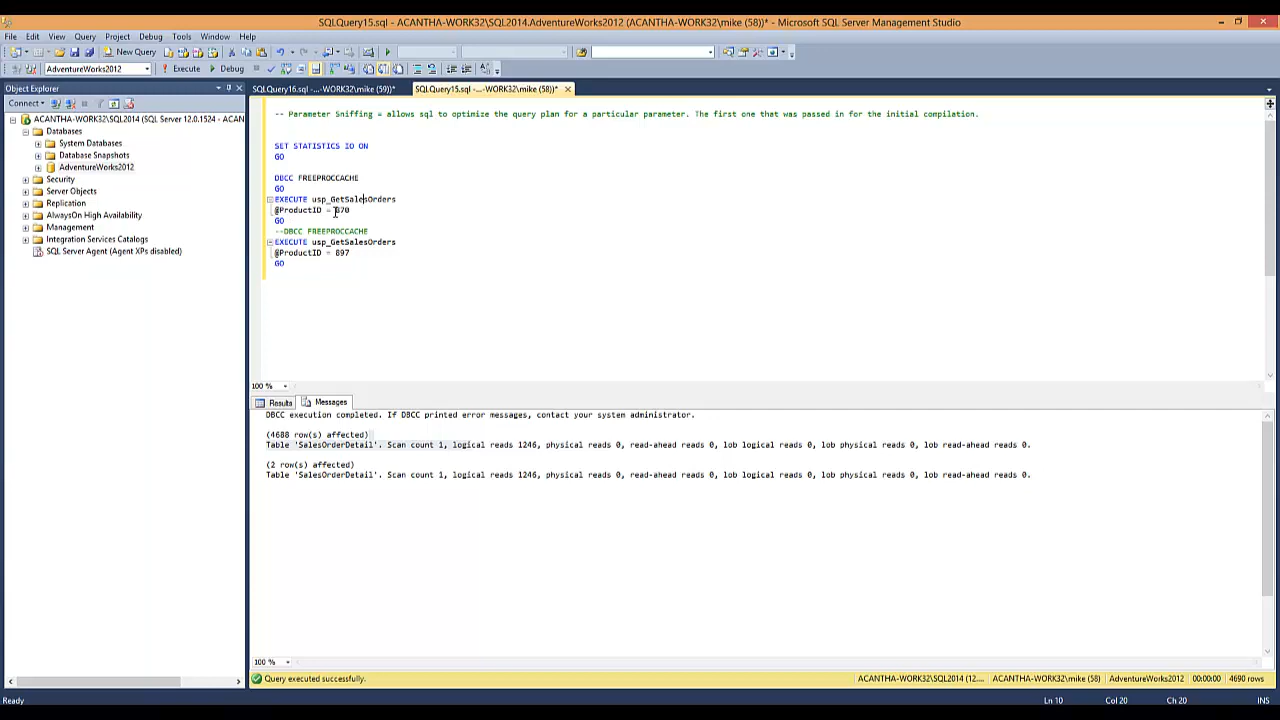 SQLQuery15.sql - ACANTHA-WORK32\SQL2014.AdventureWorks2012 (ACANTHA-WORK32\mike (58))* - Microsoft SQL Server Management Studio
File Edit View Query Project Debug Tools Window Help
New Query
AdventureWorks2012 Execute Debug
Object Explorer
SQLQuery16.sql -...-WORK32\mike (59))* SQLQuery15.sql -...-WORK32\mike (58))*
Connect
ACANTHA-WORK32\SQL2014 (SQL Server 12.0.1524 - ACAN
Databases
System Databases
Database Snapshots
AdventureWorks2012
Security
Server Objects
Replication
AlwaysOn High Availability
Management
Integration Services Catalogs
SQL Server Agent (Agent XPs disabled)
-- Parameter Sniffing = allows sql to optimize the query plan for a particular parameter. The first one that was passed in for the initial compilation.
SET STATISTICS IO ON
GO
DBCC FREEPROCCACHE
GO
EXECUTE usp_GetSalesOrders
@ProductID = 870
GO
--DBCC FREEPROCCACHE
EXECUTE usp_GetSalesOrders
@ProductID = 897
GO
100 %
Results Messages
DBCC execution completed. If DBCC printed error messages, contact your system administrator.
(4688 row(s) affected)
Table 'SalesOrderDetail'. Scan count 1, logical reads 1246, physical reads 0, read-ahead reads 0, lob logical reads 0, lob physical reads 0, lob read-ahead reads 0.
(2 row(s) affected)
Table 'SalesOrderDetail'. Scan count 1, logical reads 1246, physical reads 0, read-ahead reads 0, lob logical reads 0, lob physical reads 0, lob read-ahead reads 0.
100 %
Query executed successfully. ACANTHA-WORK32\SQL2014 (12.... ACANTHA-WORK32\mike (58) AdventureWorks2012 00:00:00 4690 rows
Ready Ln 10 Col 20 Ch 20 INS